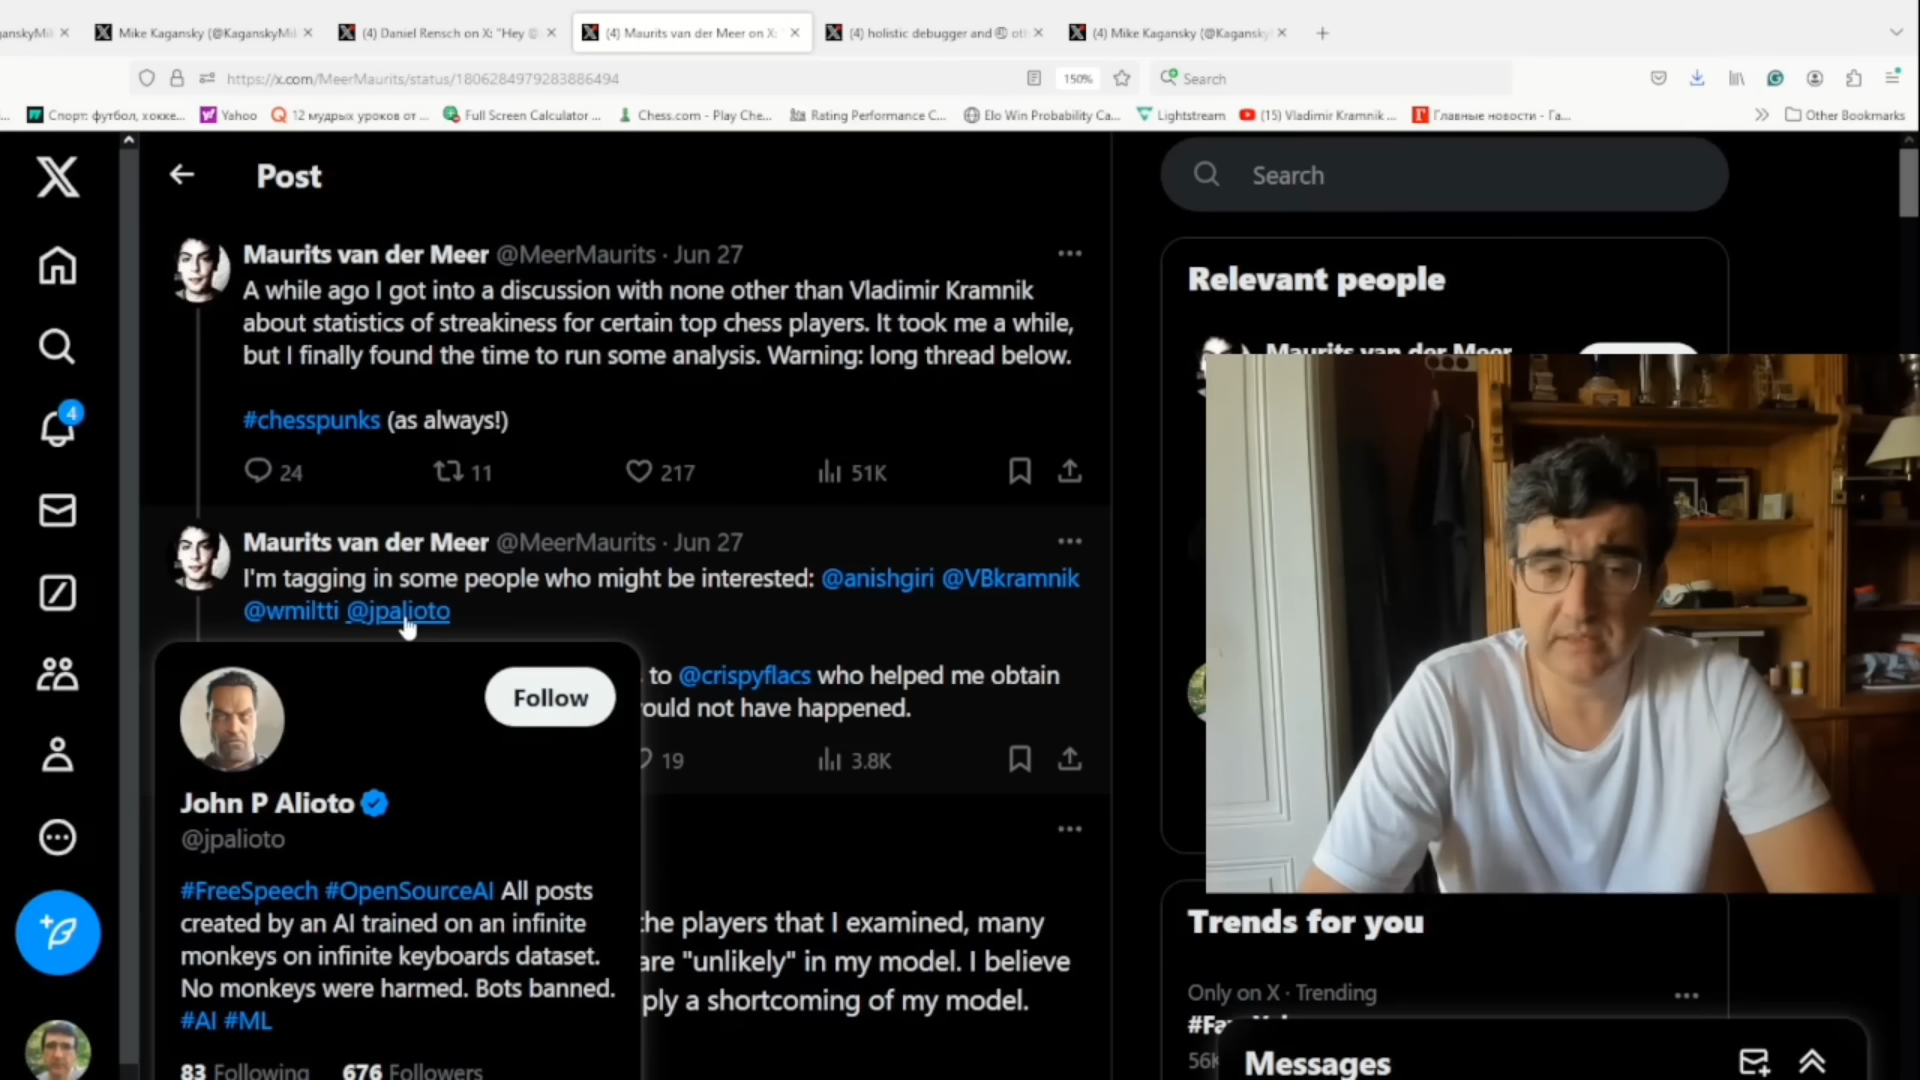 anskyMi
Mike Kagansky (@KaganskyMi
(4) Daniel Rensch on X: "Hey @
(4) Maurits van der Meer on X:
(4) holistic debugger and
(4) Mike Kagansky (@Kagansky
https://x.com/MeerMaurits/status/1806284979283886494
150%
Search
Спорт: футбол, хокке...
Yahoo
12 мудрых уроков от ...
Full Screen Calculator ...
Chess.com - Play Che...
Rating Performance C...
Elo Win Probability Ca...
Lightstream
(15) Vladimir Kramnik ...
Главные новости - Га...
Other Bookmarks
Post
Search
Maurits van der Meer @MeerMaurits · Jun 27
A while ago I got into a discussion with none other than Vladimir Kramnik
about statistics of streakiness for certain top chess players. It took me a while,
but I finally found the time to run some analysis. Warning: long thread below.
#chesspunks (as always!)
24
11
217
51K
Maurits van der Meer @MeerMaurits · Jun 27
I'm tagging in some people who might be interested: @anishgiri @VBkramnik
@wmiltti @jpalioto
to @crispyflacs who helped me obtain
ould not have happened.
19
3.8K
Follow
John P Alioto
@jpalioto
#FreeSpeech #OpenSourceAI All posts
created by an AI trained on an infinite
monkeys on infinite keyboards dataset.
No monkeys were harmed. Bots banned.
#AI #ML
83 Following 676 Followers
the players that I examined, many
are "unlikely" in my model. I believe
ply a shortcoming of my model.
4
Relevant people
Maurits van der Meer
Trends for you
Only on X · Trending
56K
Messages